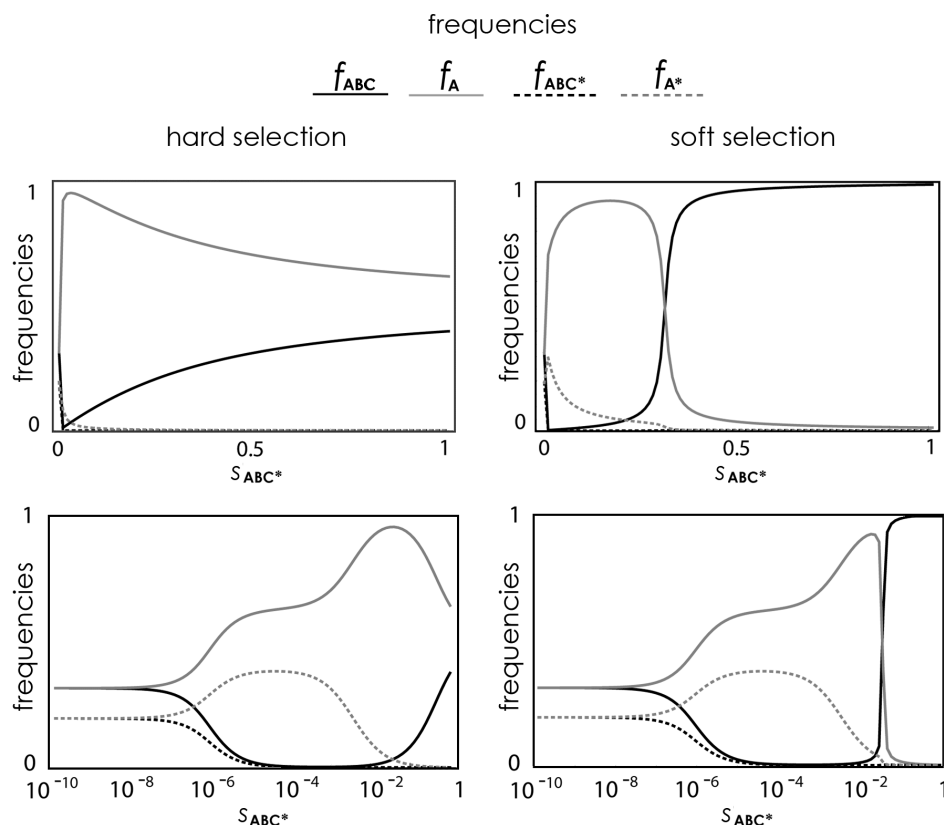 frequencies
fABC fA fABC* fA*
hard selection soft selection
1 1
frequencies frequencies
0 0
0 0.5 1 0 0.5 1
sABC* sABC*
1 1
frequencies frequencies
0 0
10⁻¹⁰ 10⁻⁸ 10⁻⁶ 10⁻⁴ 10⁻² 1 10⁻¹⁰ 10⁻⁸ 10⁻⁶ 10⁻⁴ 10⁻² 1
sABC* sABC*